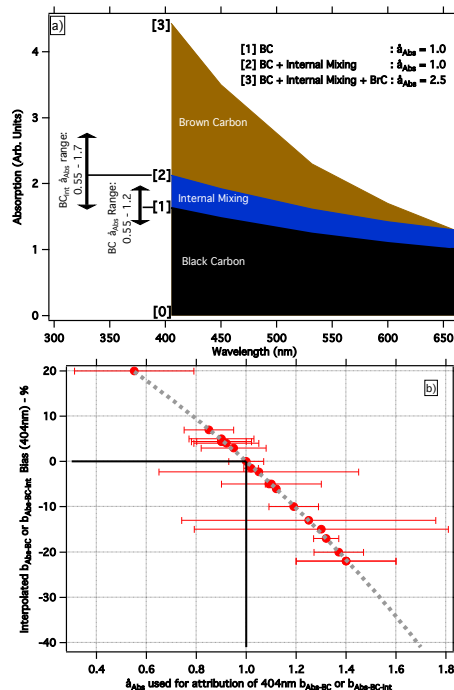 a)
[3]
[1] BC : åAbs = 1.0
[2] BC + Internal Mixing : åAbs = 1.0
[3] BC + Internal Mixing + BrC : åAbs = 2.5
4
3
2
1
0
Absorption (Arb. Units)
BCInt åAbs range:
0.55 - 1.7
BC åAbs Range:
0.55 - 1.2
Brown Carbon
[2]
Internal Mixing
[1]
Black Carbon
[0]
300 350 400 450 500 550 600 650
Wavelength (nm)
b)
20
10
0
-10
-20
-30
-40
Interpolated bAbs-BC or bAbs-BC-Int Bias (404nm) - %
0.4 0.6 0.8 1.0 1.2 1.4 1.6 1.8
åAbs used for attribution of 404nm bAbs-BC or bAbs-BC-Int